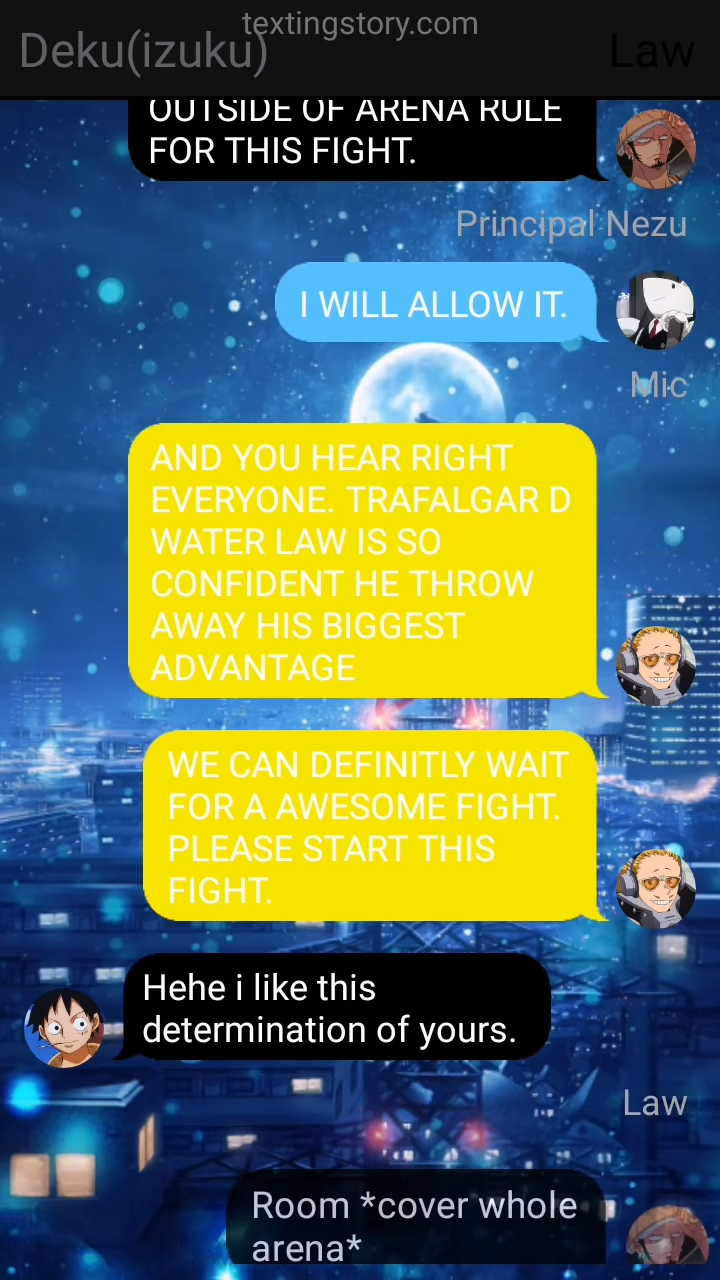 textingstory.com
Deku(izuku)
Law
OUTSIDE OF ARENA RULE
FOR THIS FIGHT.
Principal Nezu
I WILL ALLOW IT.
Mic
AND YOU HEAR RIGHT
EVERYONE. TRAFALGAR D
WATER LAW IS SO
CONFIDENT HE THROW
AWAY HIS BIGGEST
ADVANTAGE
WE CAN DEFINITLY WAIT
FOR A AWESOME FIGHT.
PLEASE START THIS
FIGHT.
Hehe i like this
determination of yours.
Law
Room *cover whole
arena*